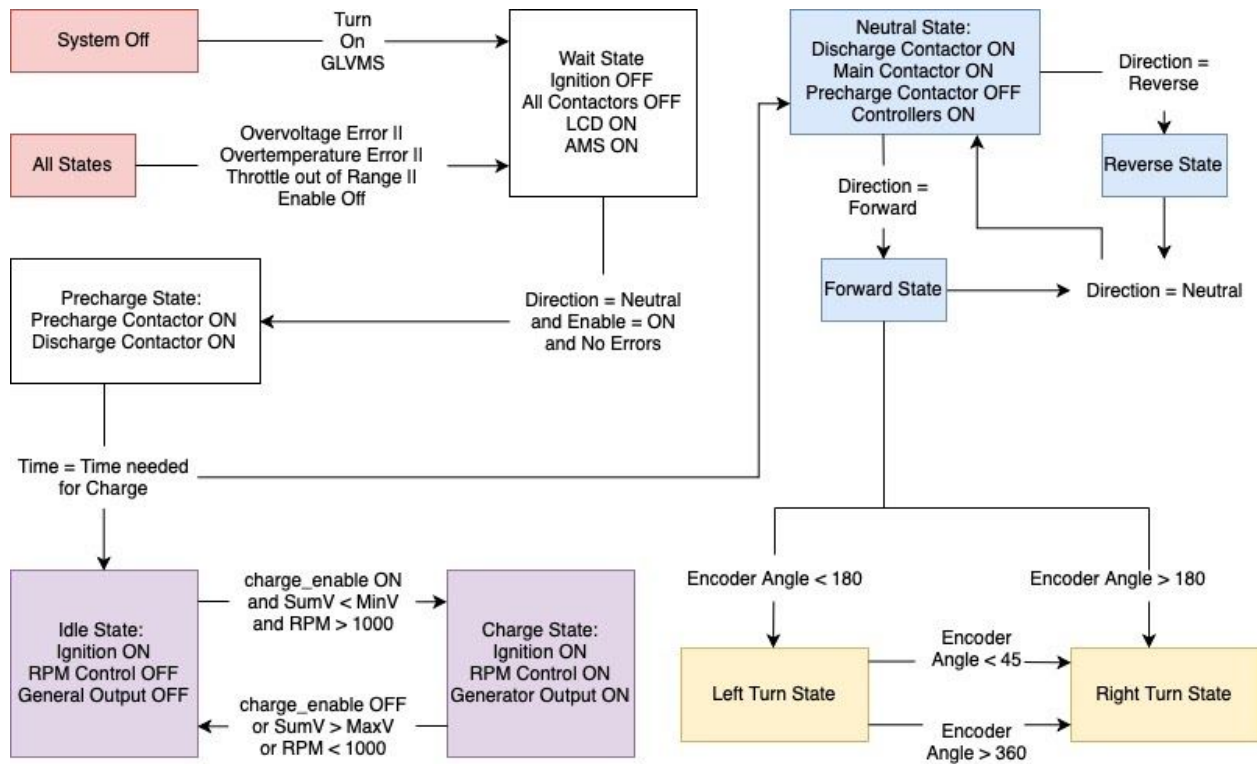 System Off
Turn
On
GLVMS
Wait State
Ignition OFF
All Contactors OFF
LCD ON
AMS ON
All States
Overvoltage Error II
Overtemperature Error II
Throttle out of Range II
Enable Off
Neutral State:
Discharge Contactor ON
Main Contactor ON
Precharge Contactor OFF
Controllers ON
Direction =
Reverse
Reverse State
Direction =
Forward
Forward State
Direction = Neutral
Precharge State:
Precharge Contactor ON
Discharge Contactor ON
Direction = Neutral
and Enable = ON
and No Errors
Time = Time needed
for Charge
Idle State:
Ignition ON
RPM Control OFF
General Output OFF
charge_enable ON
and SumV < MinV
and RPM > 1000
charge_enable OFF
or SumV > MaxV
or RPM < 1000
Charge State:
Ignition ON
RPM Control ON
Generator Output ON
Encoder Angle < 180
Encoder Angle > 180
Left Turn State
Encoder
Angle < 45
Encoder
Angle > 360
Right Turn State